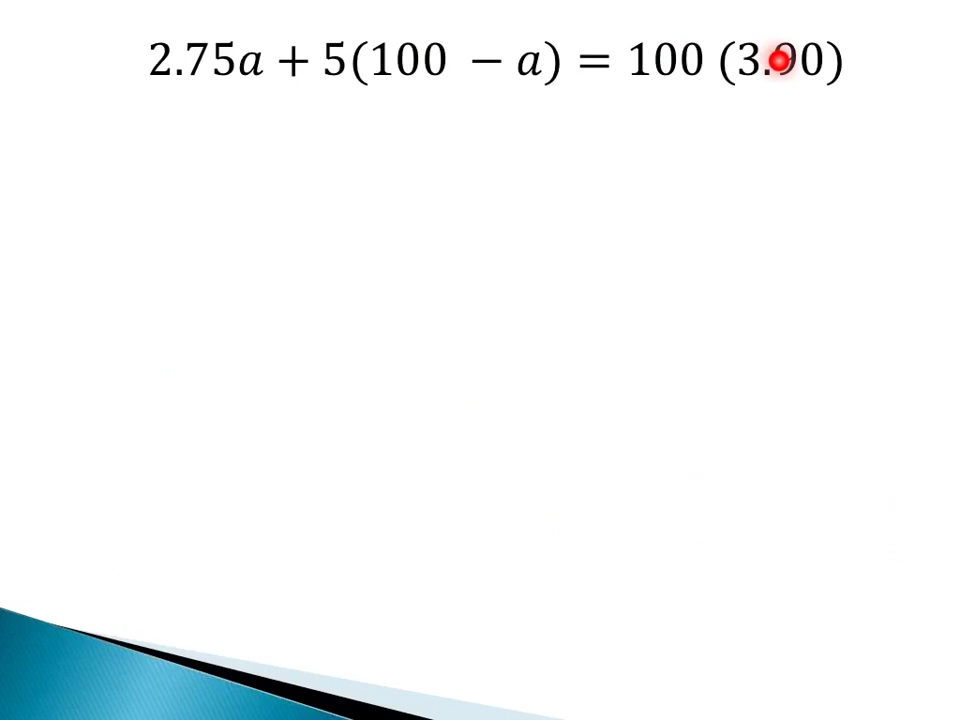 2.75a + 5(100 − a) = 100 (3.90)